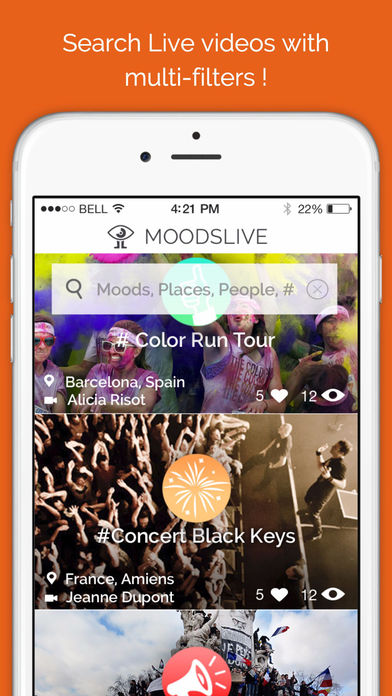 Search Live videos with
multi-filters !
BELL 4:21 PM 22%
MOODSLIVE
Moods, Places, People, #
# Color Run Tour
Barcelona, Spain
Alicia Risot 5 12
#Concert Black Keys
France, Amiens
Jeanne Dupont 5 12